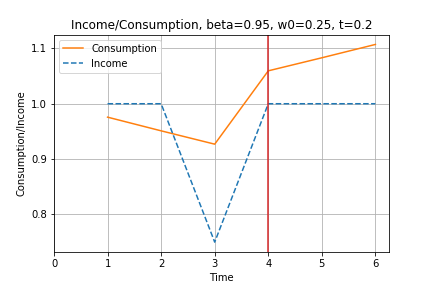 Income/Consumption, beta=0.95, w0=0.25, t=0.2
Consumption
Income
Consumption/Income
1.1
1.0
0.9
0.8
0 1 2 3 4 5 6
Time